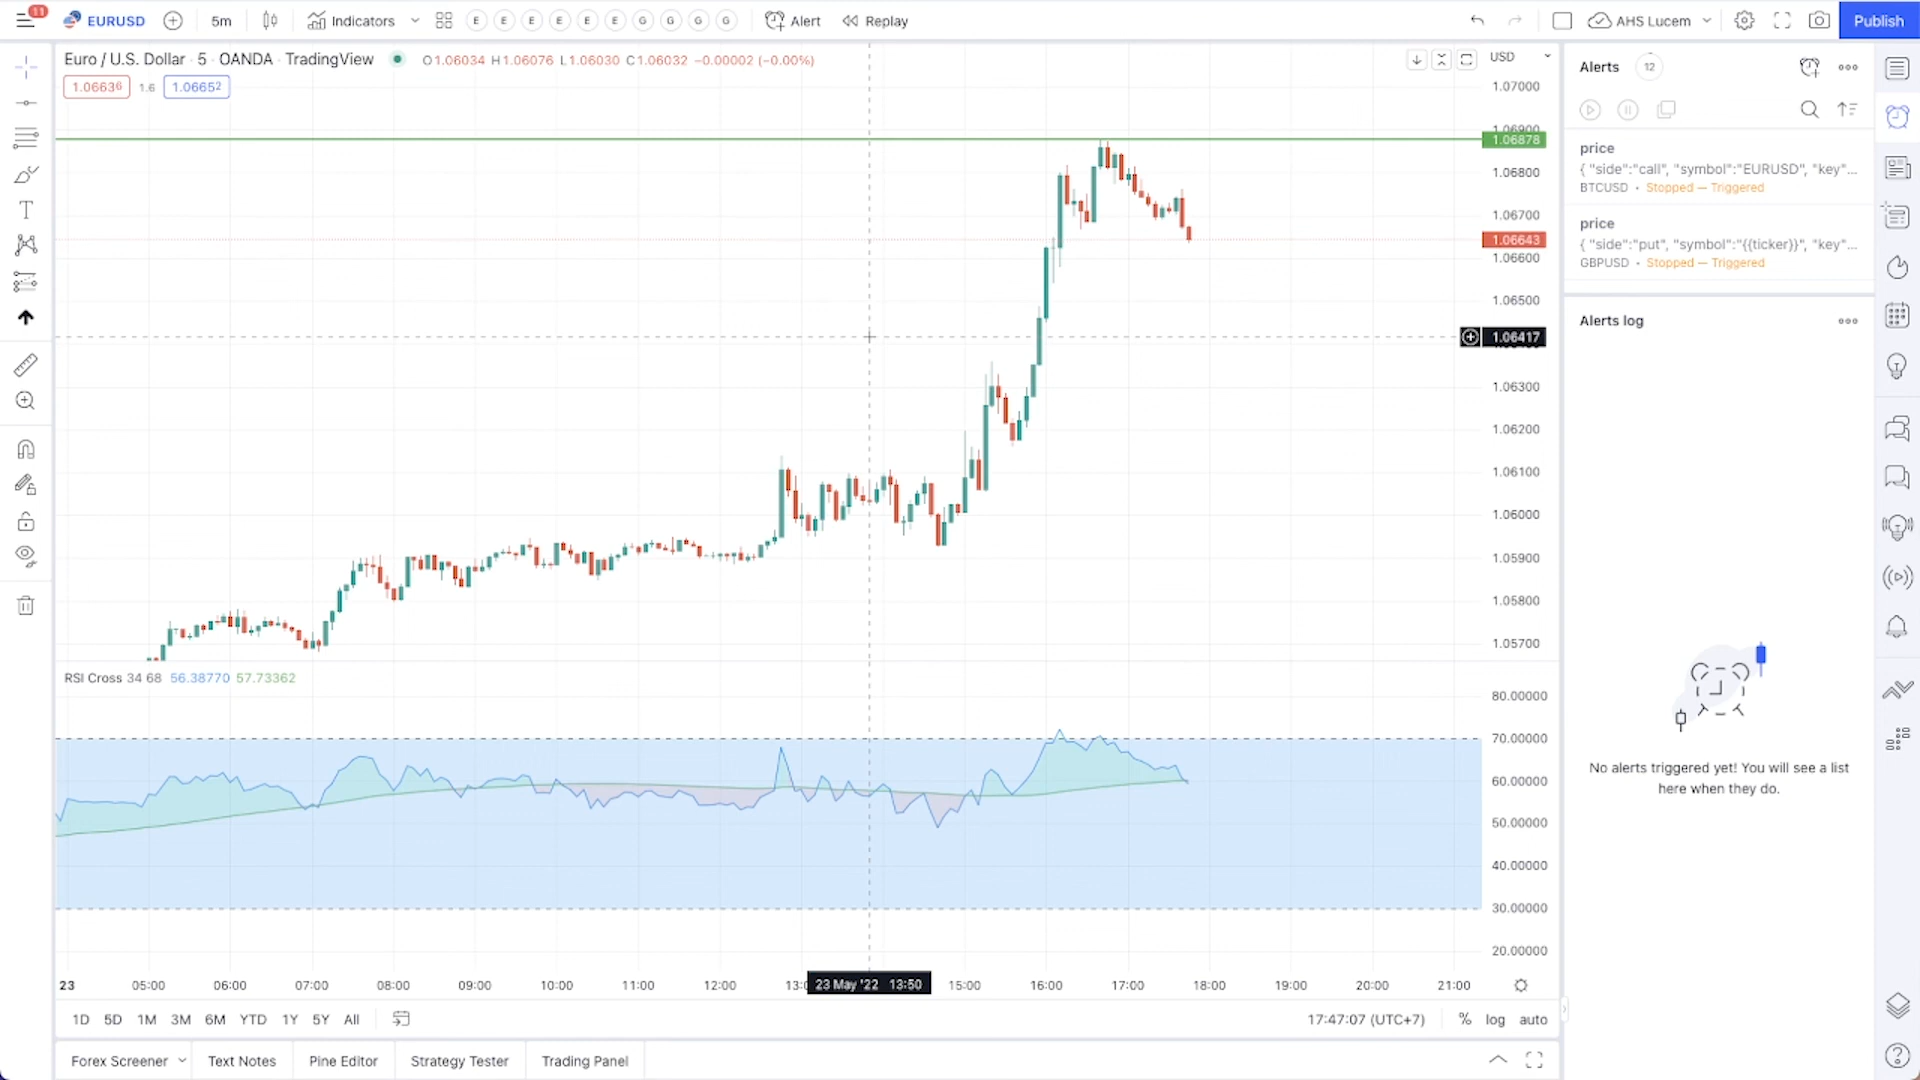 11
EURUSD
5m
Indicators
E E E E E E G G G G
Alert
Replay
AHS Lucem
Publish
Euro / U.S. Dollar · 5 · OANDA · TradingView
O1.06034 H1.06076 L1.06030 C1.06032 −0.00002 (−0.00%)
1.06636 1.6 1.06652
USD
1.07000
1.06900
1.06878
1.06800
1.06700
1.06643
1.06600
1.06500
1.06417
1.06300
1.06200
1.06100
1.06000
1.05900
1.05800
1.05700
RSI Cross 34 68 56.38770 57.73362
80.00000
70.00000
60.00000
50.00000
40.00000
30.00000
20.00000
23 05:00 06:00 07:00 08:00 09:00 10:00 11:00 12:00 23 May '22 13:50 15:00 16:00 17:00 18:00 19:00 20:00 21:00
1D 5D 1M 3M 6M YTD 1Y 5Y All
17:47:07 (UTC+7) % log auto
Forex Screener Text Notes Pine Editor Strategy Tester Trading Panel
Alerts 12
price
{ "side":"call", "symbol":"EURUSD", "key"...
BTCUSD • Stopped — Triggered
price
{ "side":"put", "symbol":"{{ticker}}", "key"...
GBPUSD • Stopped — Triggered
Alerts log
No alerts triggered yet! You will see a list
here when they do.